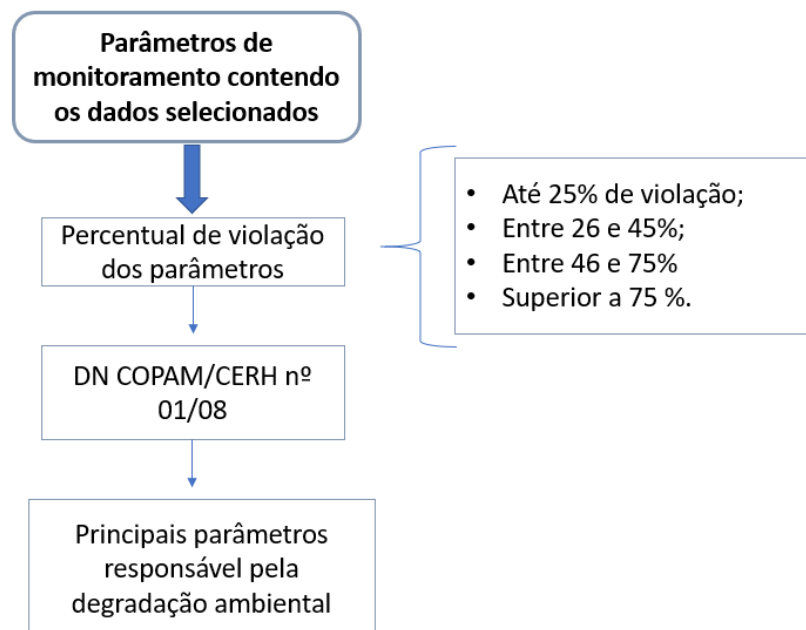 Parâmetros de
monitoramento contendo
os dados selecionados
Percentual de violação
dos parâmetros
• Até 25% de violação;
• Entre 26 e 45%;
• Entre 46 e 75%
• Superior a 75 %.
DN COPAM/CERH nº
01/08
Principais parâmetros
responsável pela
degradação ambiental